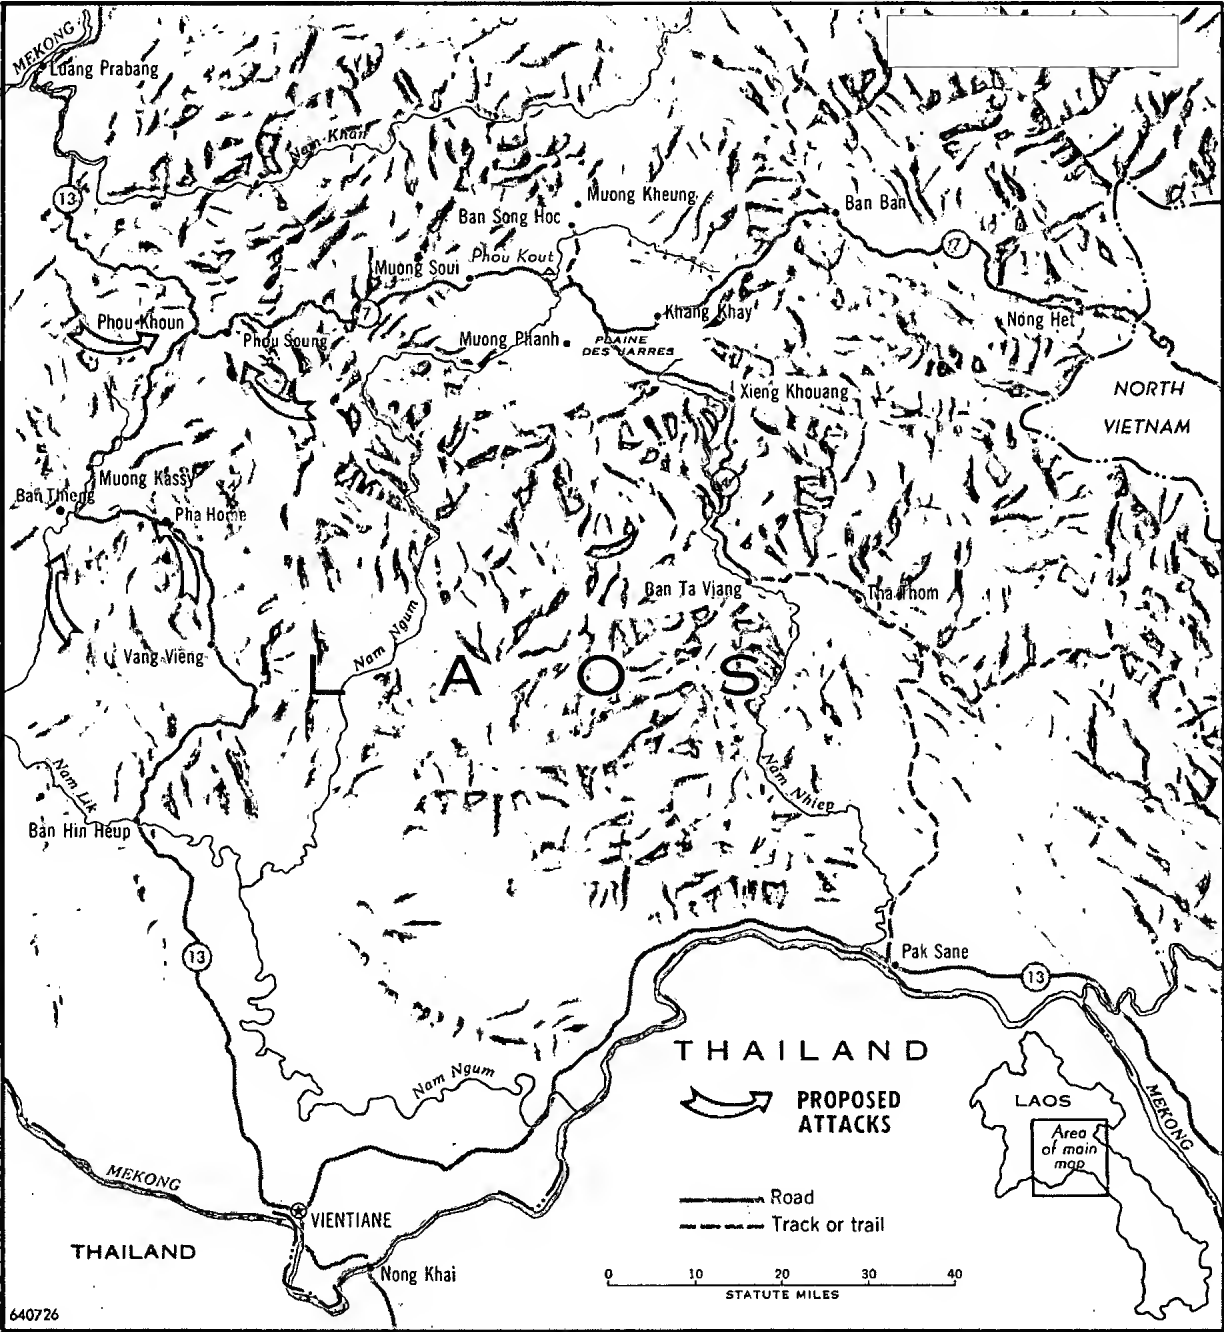 MEKONG
Luang Prabang
Nam Khan
13
Muong Kheung
Ban Song Hoc
Ban Ban
Phou Kout
Muong Soui
7
Phou Khoun
Phou Soung
Khang Khay
Nong Het
Muong Phanh
PLAINE
DES JARRES
Xieng Khouang
NORTH
VIETNAM
Muong Kassy
Ban Thieng
Pha Home
Ban Ta Viang
Tha Thom
Nam Ngum
Vang Vieng
LAOS
Nam Lik
Nam Nhiep
Ban Hin Heup
13
Pak Sane
13
THAILAND
Nam Ngum
PROPOSED
ATTACKS
LAOS
Area
of main
map
MEKONG
MEKONG
Road
Track or trail
VIENTIANE
THAILAND
Nong Khai
0 10 20 30 40
STATUTE MILES
640726